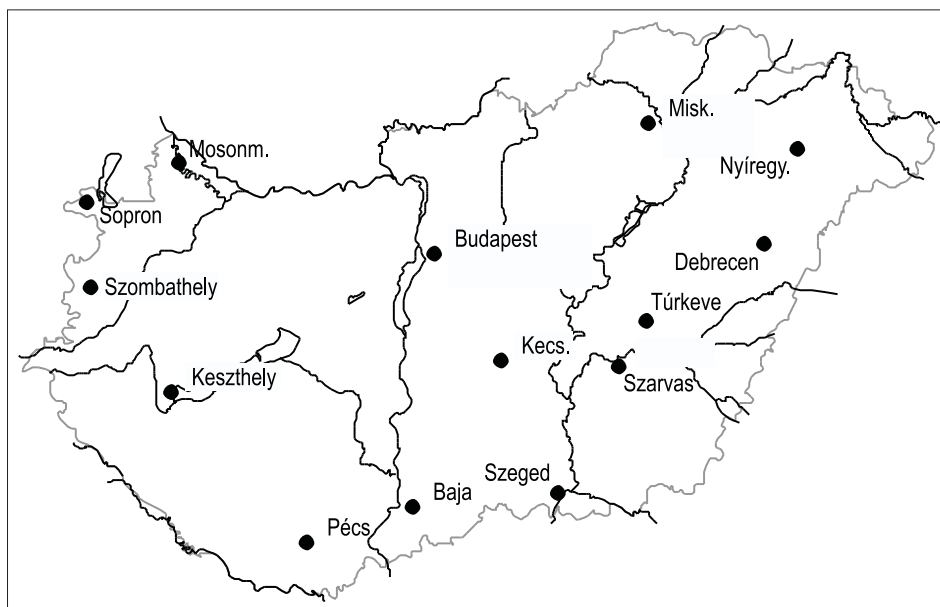 Misk.
Mosonm.
Nyíregy.
Sopron
Budapest
Debrecen
Szombathely
Túrkeve
Kecs.
Keszthely
Szarvas
Szeged
Baja
Pécs